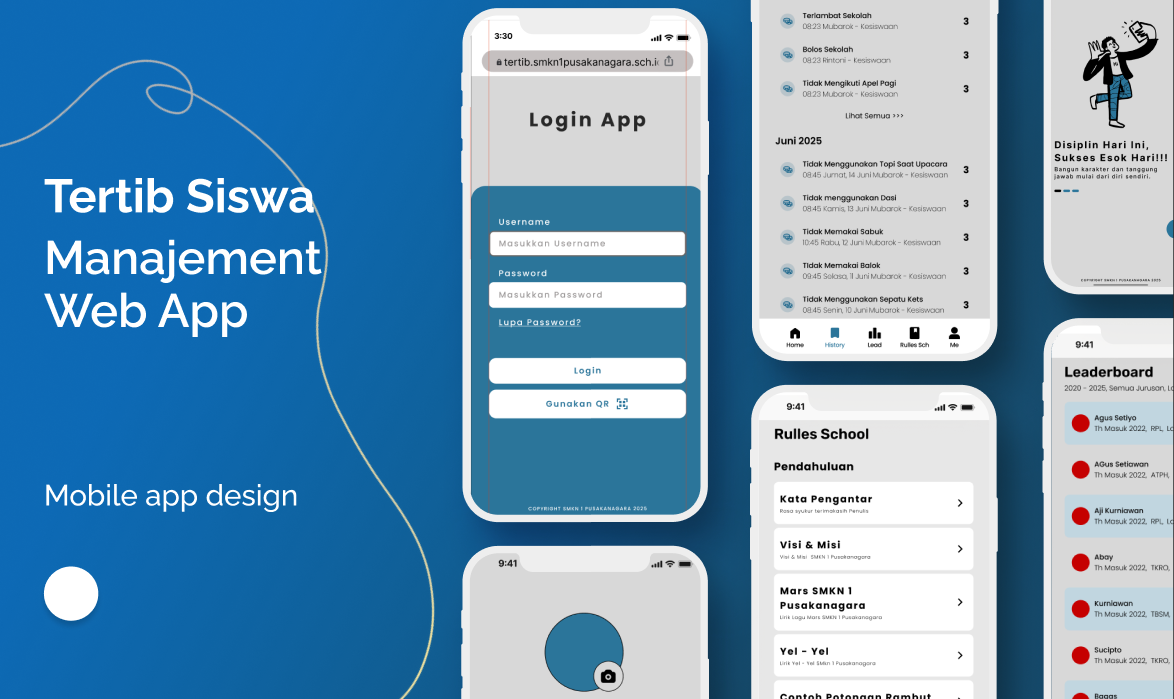 Tertib Siswa
Manajement
Web App
Mobile app design
3:30
tertib.smkn1pusakanagara.sch.i
Login App
Username
Masukkan Username
Password
Masukkan Password
Lupa Password?
Login
Gunakan QR
COPYRIGHT SMKN 1 PUSAKANAGARA 2025
9:41
Terlambat Sekolah
08:23 Mubarok - Kesiswaan
3
Bolos Sekolah
08:23 Rintoni - Kesiswaan
3
Tidak Mengikuti Apel Pagi
08:23 Mubarok - Kesiswaan
3
Lihat Semua >>>
Juni 2025
Tidak Menggunakan Topi Saat Upacara
08:45 Jumat, 14 Juni Mubarok - Kesiswaan
3
Tidak menggunakan Dasi
08:45 Kamis, 13 Juni Mubarok - Kesiswaan
3
Tidak Memakai Sabuk
10:45 Rabu, 12 Juni Mubarok - Kesiswaan
3
Tidak Memakai Balok
09:45 Selasa, 11 Juni Mubarok - Kesiswaan
3
Tidak Menggunakan Sepatu Kets
08:45 Senin, 10 Juni Mubarok - Kesiswaan
3
Home
History
Lead
Rulles Sch
Me
9:41
Rulles School
Pendahuluan
Kata Pengantar
Rasa syukur terimakasih Penulis
Visi & Misi
Visi & Misi SMKN 1 Pusakanagara
Mars SMKN 1
Pusakanagara
Lirik Lagu Mars SMKN 1 Pusakanagara
Yel - Yel
Lirik Yel - Yel SMkn 1 Pusakanagara
Contoh Potongan Rambut
Disiplin Hari Ini,
Sukses Esok Hari!!!
Bangun karakter dan tanggung
jawab mulai dari diri sendiri.
COPYRIGHT SMKN 1 PUSAKANAGARA 2025
9:41
Leaderboard
2020 - 2025, Semua Jurusan, Lo
Agus Setiyo
Th Masuk 2022, RPL, La
AGus Setiawan
Th Masuk 2022, ATPH,
Aji Kurniawan
Th Masuk 2022, RPL, La
Abay
Th Masuk 2022, TKRO,
Kurniawan
Th Masuk 2022, TBSM,
Sucipto
Th Masuk 2022, TKRO,
Bagas